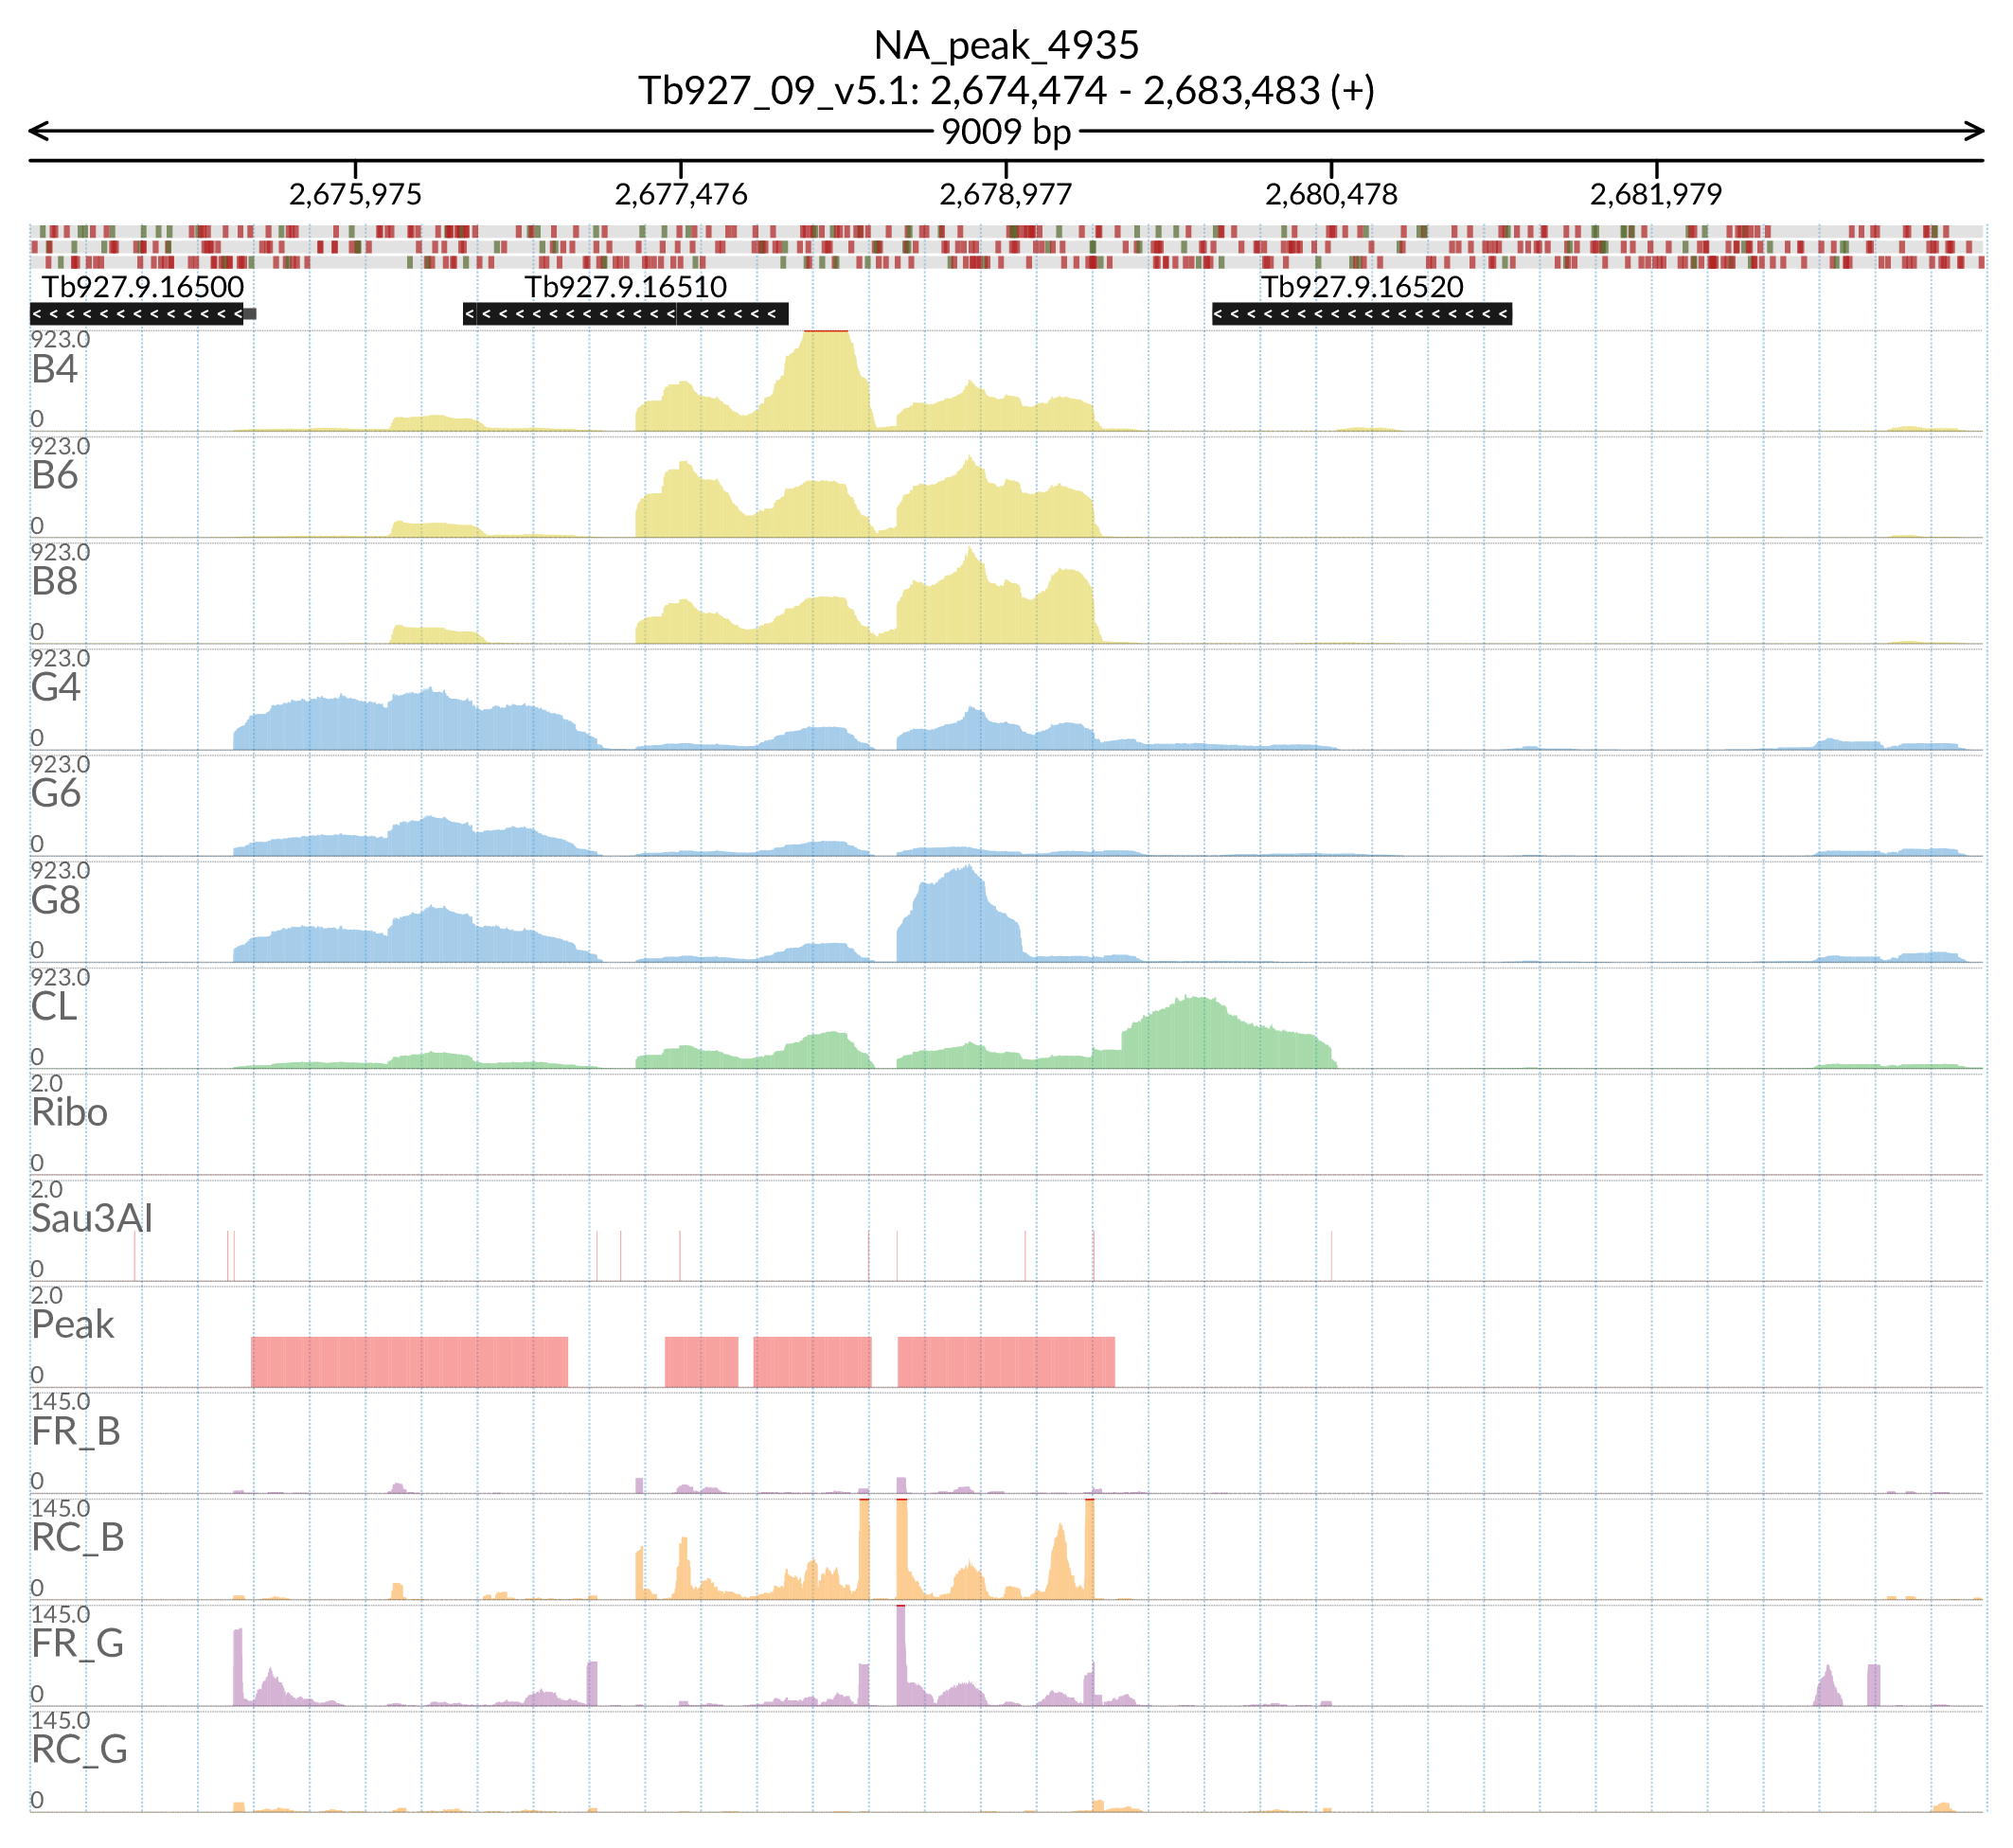 NA_peak_4935
Tb927_09_v5.1: 2,674,474 - 2,683,483 (+)
9009 bp
2,675,975 2,677,476 2,678,977 2,680,478 2,681,979
Tb927.9.16500 Tb927.9.16510 Tb927.9.16520
923.0
B4
0
923.0
B6
0
923.0
B8
0
923.0
G4
0
923.0
G6
0
923.0
G8
0
923.0
CL
0
2.0
Ribo
0
2.0
Sau3AI
0
2.0
Peak
0
145.0
FR_B
0
145.0
RC_B
0
145.0
FR_G
0
145.0
RC_G
0